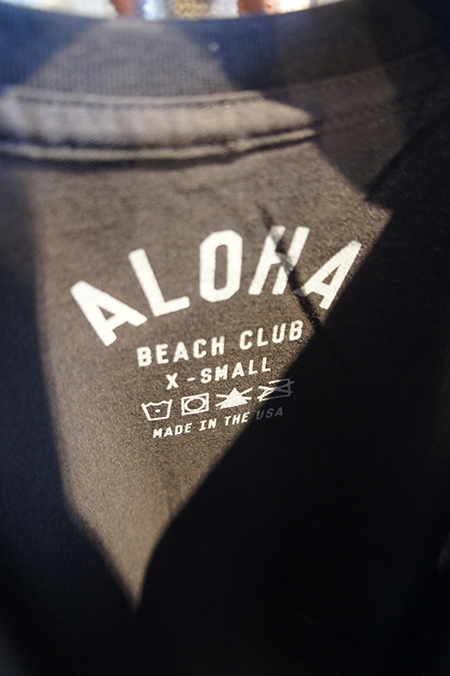 ALOHA
BEACH CLUB
X-SMALL
MADE IN THE USA